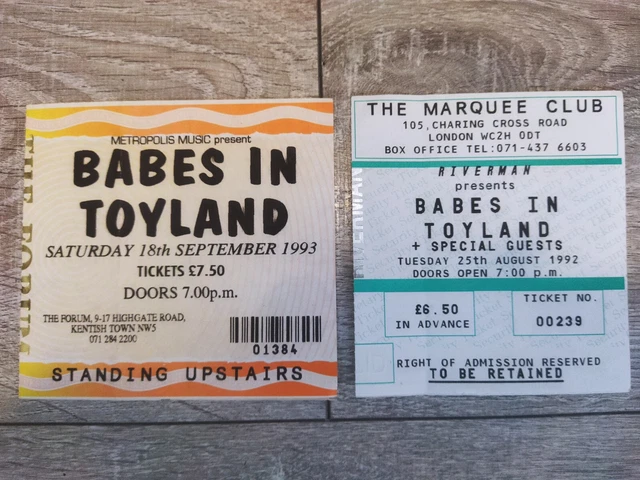 THE FORUM
METROPOLIS MUSIC present
BABES IN
TOYLAND
SATURDAY 18th SEPTEMBER 1993
TICKETS £7.50
DOORS 7.00p.m.
THE FORUM, 9-17 HIGHGATE ROAD,
KENTISH TOWN NW5
071 284 2200
01384
STANDING UPSTAIRS
THE MARQUEE CLUB
105, CHARING CROSS ROAD
LONDON WC2H 0DT
BOX OFFICE TEL:071-437 6603
RIVERMAN
RIVERMAN
presents
BABES IN
TOYLAND
+ SPECIAL GUESTS
TUESDAY 25th AUGUST 1992
DOORS OPEN 7:00 p.m.
£6.50
IN ADVANCE
TICKET NO.
00239
RIGHT OF ADMISSION RESERVED
TO BE RETAINED